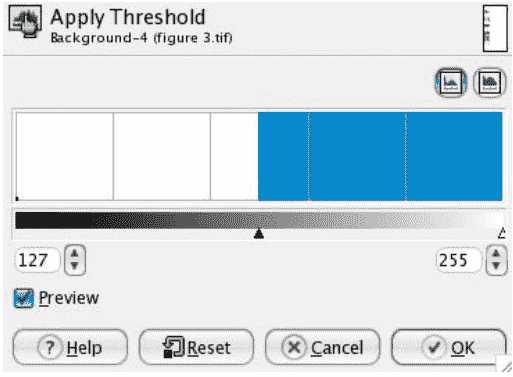 Apply Threshold
Background-4 (figure 3.tif)
127 255
Preview
Help Reset Cancel OK